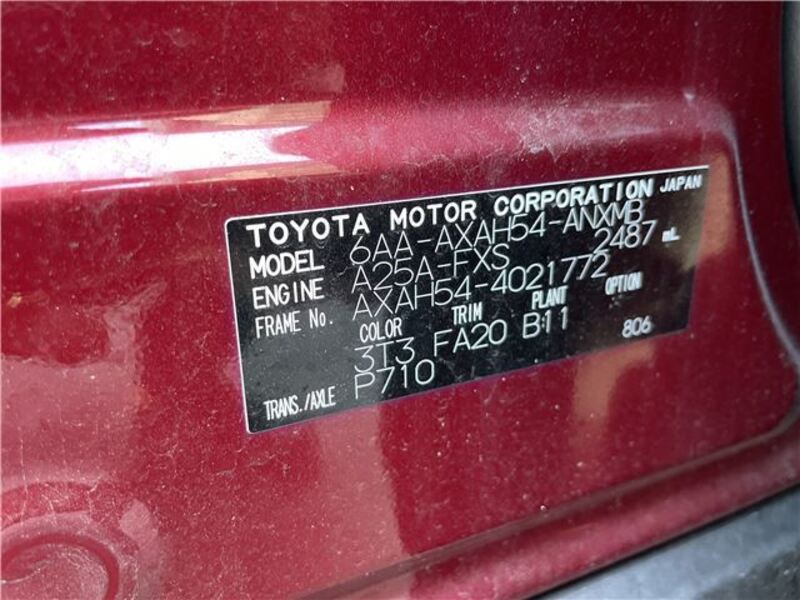 TOYOTA MOTOR CORPORATION JAPAN
MODEL 6AA-AXAH54-ANXMB
ENGINE A25A-FXS 2487 mL
FRAME No. AXAH54-4021772
COLOR TRIM PLANT OPTION
3T3 FA20 B11 806
TRANS./AXLE P710